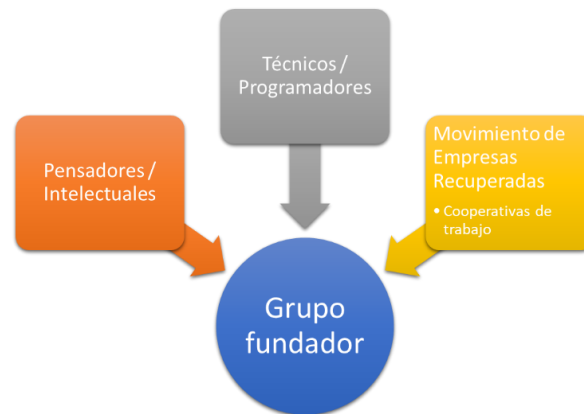 Técnicos /
Programadores
Pensadores /
Intelectuales
Movimiento de
Empresas
Recuperadas
• Cooperativas de
trabajo
Grupo
fundador